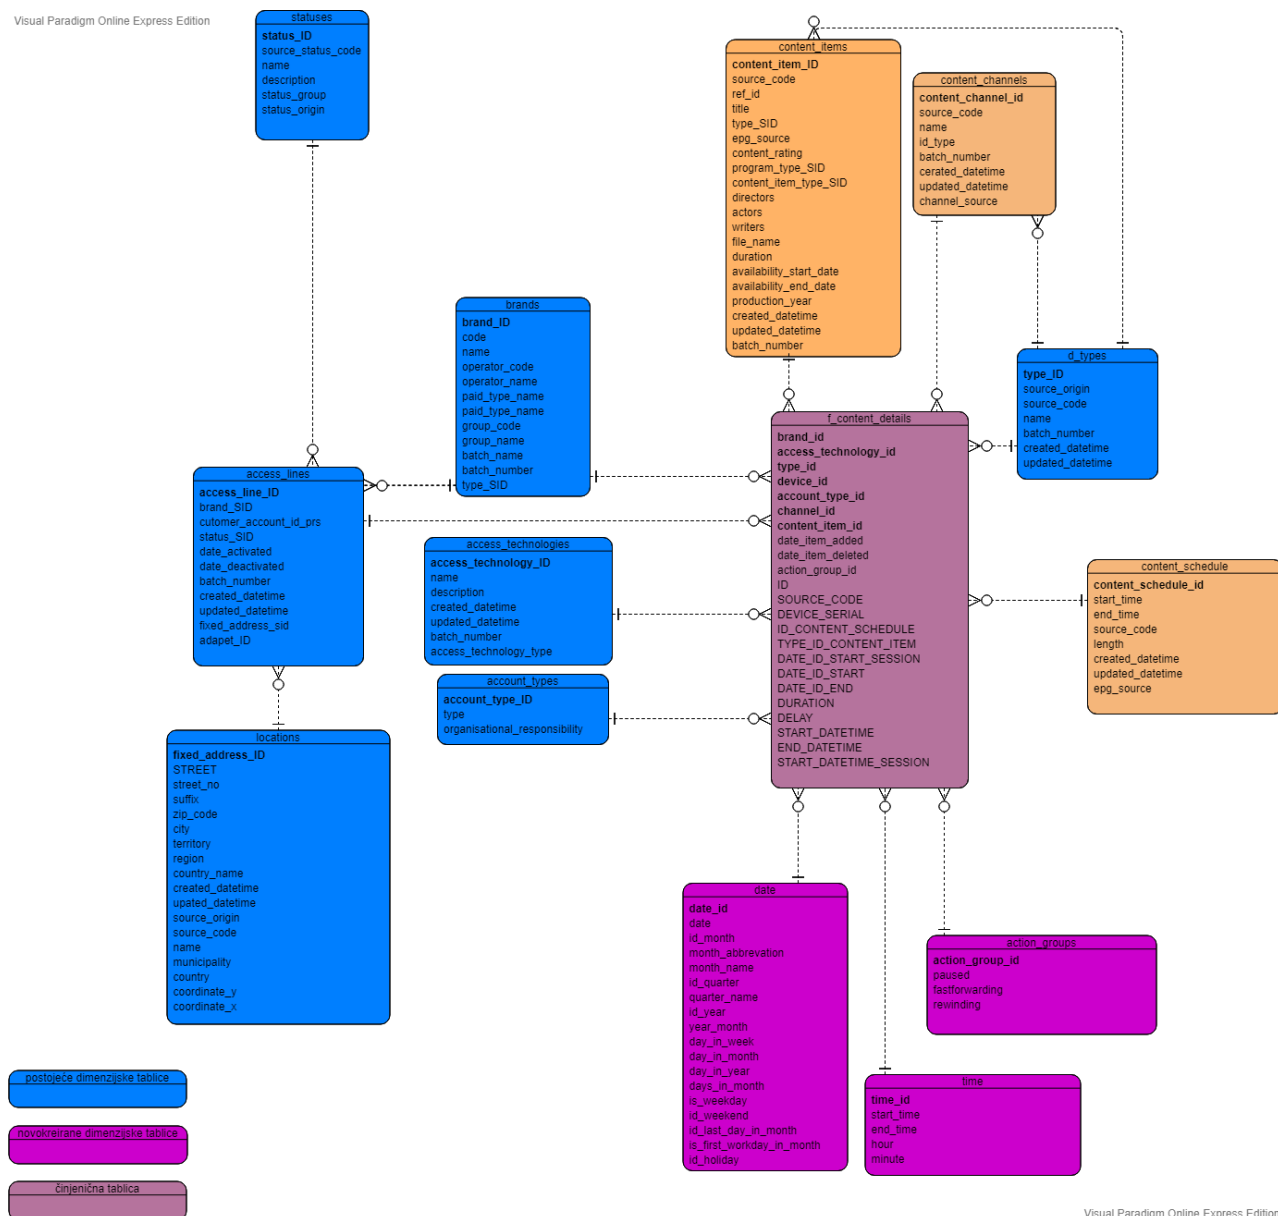 Visual Paradigm Online Express Edition
statuses
status_ID
source_status_code
name
description
status_group
status_origin
content_items
content_item_ID
source_code
ref_id
title
type_SID
epg_source
content_rating
program_type_SID
content_item_type_SID
directors
actors
writers
file_name
duration
availability_start_date
availability_end_date
production_year
created_datetime
updated_datetime
batch_number
content_channels
content_channel_id
source_code
name
id_type
batch_number
cerated_datetime
updated_datetime
channel_source
brands
brand_ID
code
name
operator_code
operator_name
paid_type_name
paid_type_name
group_code
group_name
batch_name
batch_number
type_SID
d_types
type_ID
source_origin
source_code
name
batch_number
created_datetime
updated_datetime
f_content_details
brand_id
access_technology_id
type_id
device_id
account_type_id
channel_id
content_item_id
date_item_added
date_item_deleted
action_group_id
ID
SOURCE_CODE
DEVICE_SERIAL
ID_CONTENT_SCHEDULE
TYPE_ID_CONTENT_ITEM
DATE_ID_START_SESSION
DATE_ID_START
DATE_ID_END
DURATION
DELAY
START_DATETIME
END_DATETIME
START_DATETIME_SESSION
access_lines
access_line_ID
brand_SID
cutomer_account_id_prs
status_SID
date_activated
date_deactivated
batch_number
created_datetime
updated_datetime
fixed_address_sid
adapet_ID
access_technologies
access_technology_ID
name
description
created_datetime
updated_datetime
batch_number
access_technology_type
content_schedule
content_schedule_id
start_time
end_time
source_code
length
created_datetime
updated_datetime
epg_source
account_types
account_type_ID
type
organisational_responsibility
locations
fixed_address_ID
STREET
street_no
suffix
zip_code
city
territory
region
country_name
created_datetime
upated_datetime
source_origin
source_code
name
municipality
country
coordinate_y
coordinate_x
date
date_id
date
id_month
month_abbrevation
month_name
id_quarter
quarter_name
id_year
year_month
day_in_week
day_in_month
day_in_year
days_in_month
is_weekday
id_weekend
id_last_day_in_month
is_first_workday_in_month
id_holiday
action_groups
action_group_id
paused
fastforwarding
rewinding
time
time_id
start_time
end_time
hour
minute
postojeće dimenzijske tablice
novokreirane dimenzijske tablice
činjenična tablica
Visual Paradigm Online Express Edition